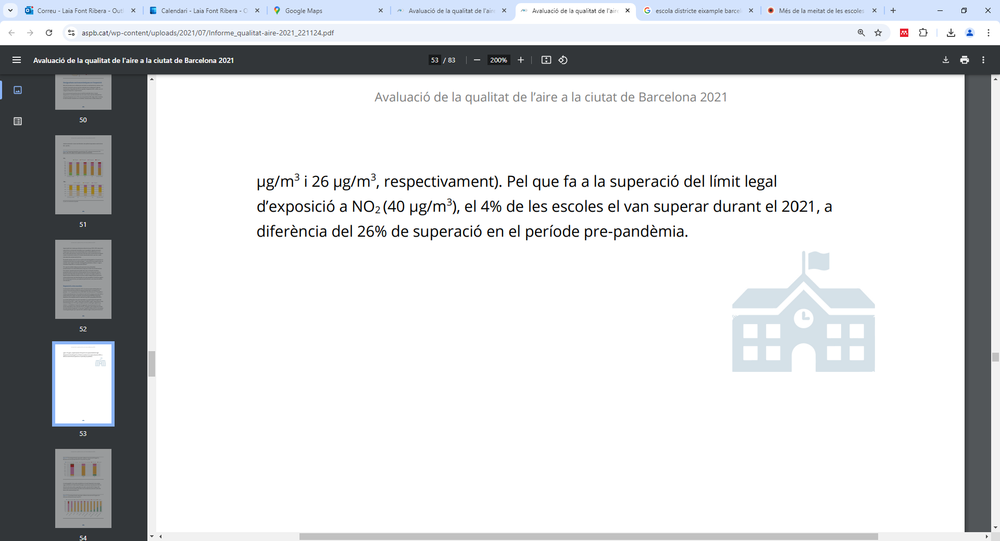 Correu - Laia Font Ribera - Outl
Calendari - Laia Font Ribera - O
Google Maps
Avaluació de la qualitat de l'aire
Avaluació de la qualitat de l'aire
escola districte eixample barcel
Més de la meitat de les escoles
aspb.cat/wp-content/uploads/2021/07/Informe_qualitat-aire-2021_221124.pdf
Avaluació de la qualitat de l'aire a la ciutat de Barcelona 2021
53 / 83
200%
50
51
52
53
54
Avaluació de la qualitat de l’aire a la ciutat de Barcelona 2021
µg/m³ i 26 µg/m³, respectivament). Pel que fa a la superació del límit legal
d’exposició a NO₂ (40 µg/m³), el 4% de les escoles el van superar durant el 2021, a
diferència del 26% de superació en el període pre-pandèmia.